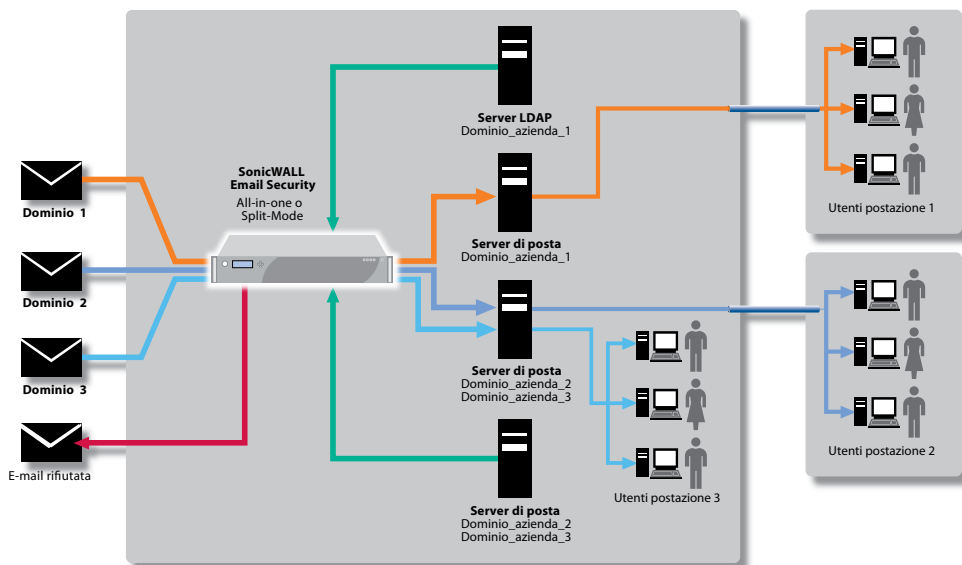 Server LDAP
Dominio_azienda_1
SonicWALL
Email Security
All-in-one o
Split-Mode
Dominio 1
Dominio 2
Dominio 3
E-mail rifiutata
Server di posta
Dominio_azienda_1
Server di posta
Dominio_azienda_2
Dominio_azienda_3
Server di posta
Dominio_azienda_2
Dominio_azienda_3
Utenti postazione 3
Utenti postazione 1
Utenti postazione 2